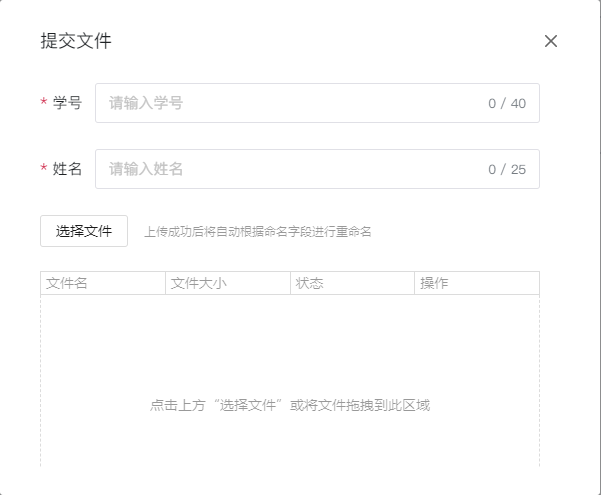 提交文件
* 学号 请输入学号 0 / 40
* 姓名 请输入姓名 0 / 25
选择文件 上传成功后将自动根据命名字段进行重命名
文件名 文件大小 状态 操作
点击上方“选择文件”或将文件拖拽到此区域